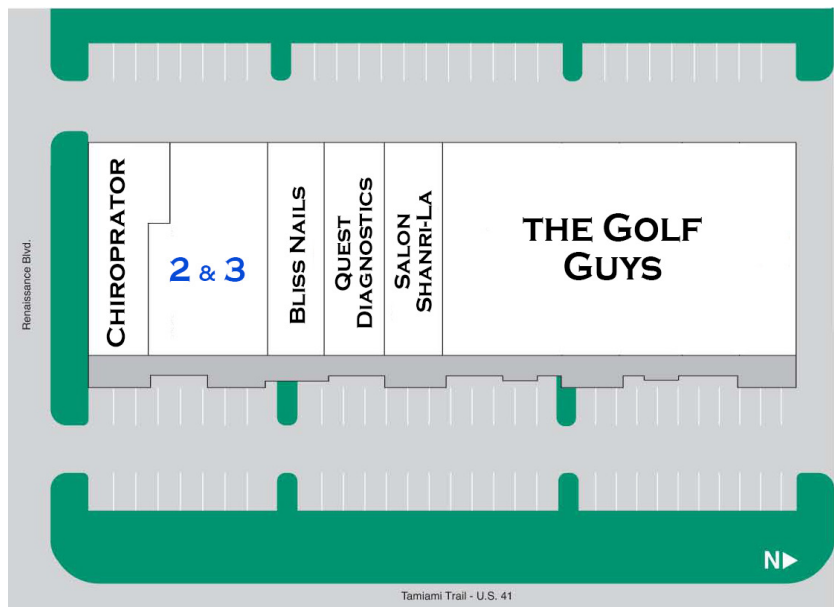 Renaissance Blvd.
CHIROPRATOR
2 & 3
BLISS NAILS
QUEST
DIAGNOSTICS
SALON
SHANRI-LA
THE GOLF
GUYS
N
Tamiami Trail - U.S. 41